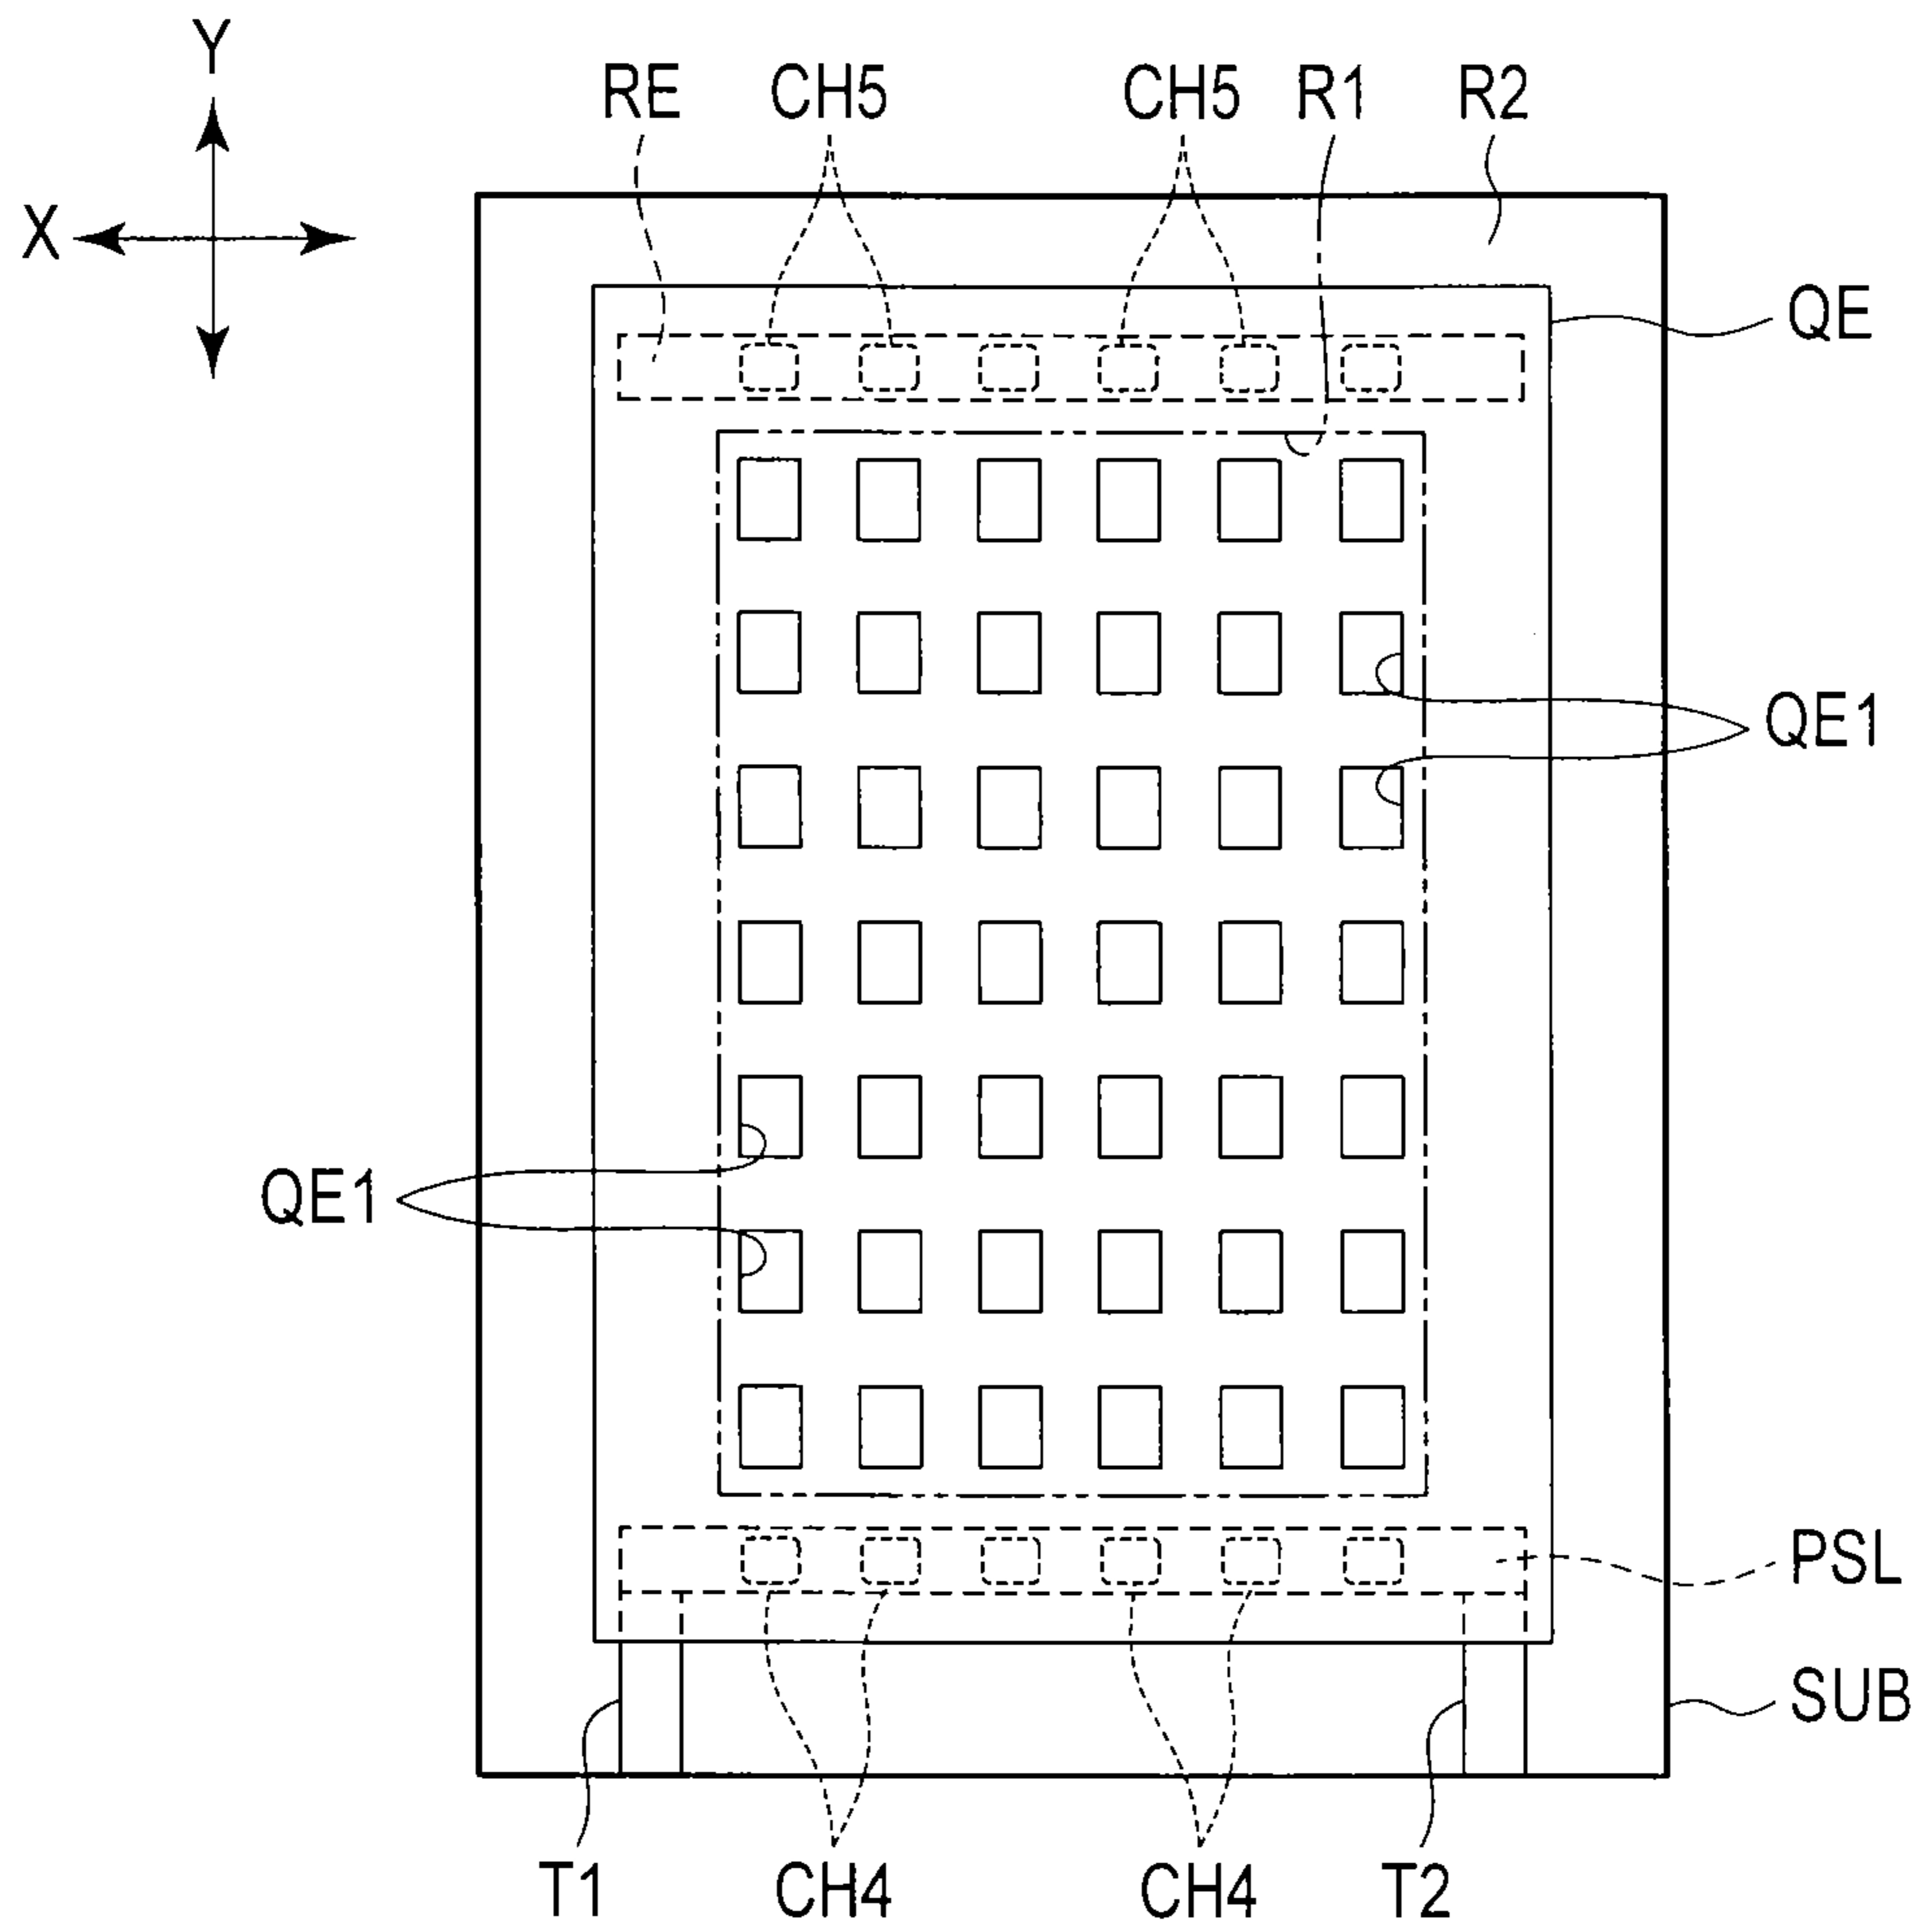 Y
RE CH5 CH5 R1 R2
X
QE
QE1
QE1
PSL
SUB
T1 CH4 CH4 T2